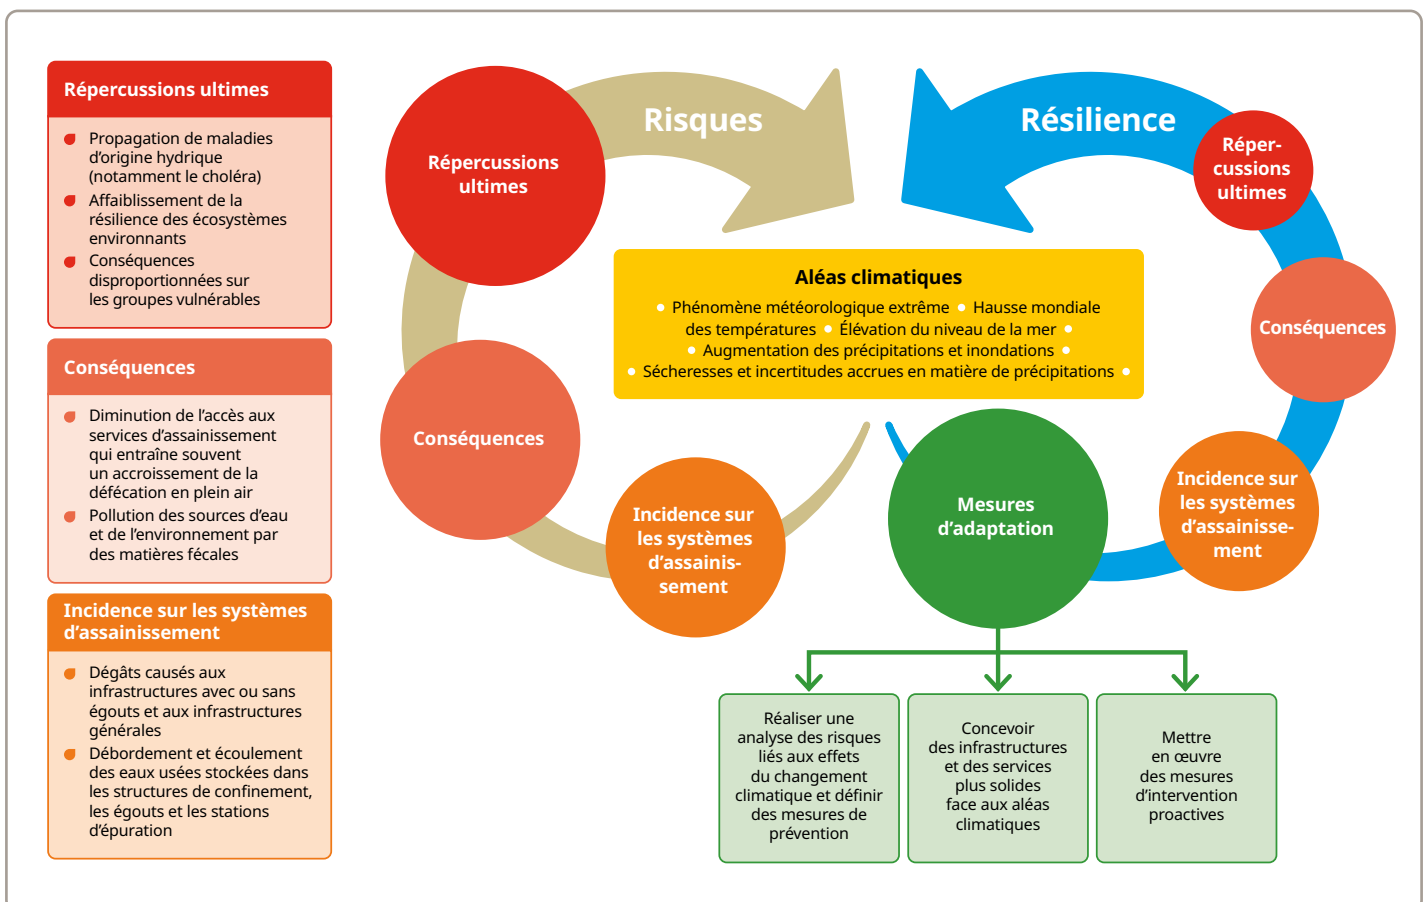 Répercussions ultimes
Propagation de maladies
d’origine hydrique
(notamment le choléra)
Affaiblissement de la
résilience des écosystèmes
environnants
Conséquences
disproportionnées sur
les groupes vulnérables
Conséquences
Diminution de l’accès aux
services d’assainissement
qui entraîne souvent
un accroissement de la
défécation en plein air
Pollution des sources d’eau
et de l’environnement par
des matières fécales
Incidence sur les systèmes
d’assainissement
Dégâts causés aux
infrastructures avec ou sans
égouts et aux infrastructures
générales
Débordement et écoulement
des eaux usées stockées dans
les structures de confinement,
les égouts et les stations
d’épuration
Risques
Répercussions
ultimes
Conséquences
Incidence sur
les systèmes
d’assainis-
sement
Résilience
Réper-
cussions
ultimes
Conséquences
Incidence sur
les systèmes
d’assainisse-
ment
Mesures
d’adaptation
Aléas climatiques
• Phénomène météorologique extrême • Hausse mondiale
des températures • Élévation du niveau de la mer •
• Augmentation des précipitations et inondations •
• Sécheresses et incertitudes accrues en matière de précipitations •
Réaliser une
analyse des risques
liés aux effets
du changement
climatique et définir
des mesures de
prévention
Concevoir
des infrastructures
et des services
plus solides
face aux aléas
climatiques
Mettre
en œuvre
des mesures
d’intervention
proactives